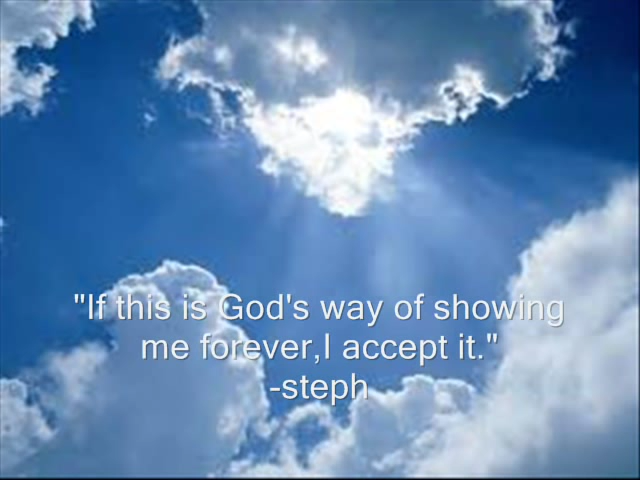 "If this is God's way of showing
me forever,I accept it."
-steph